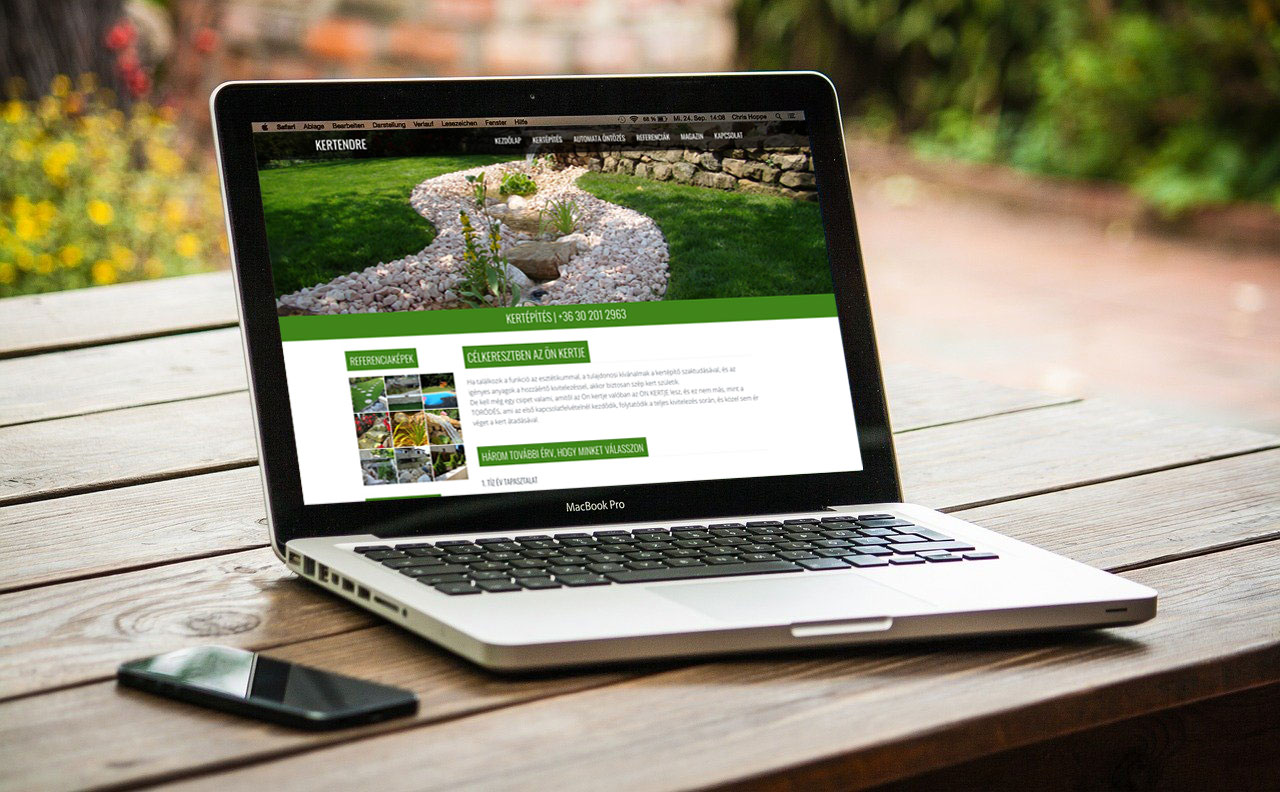 Safari Ablage Bearbeiten Darstellung Verlauf Lesezeichen Fenster Hilfe 68 % Mi. 24. Sep. 14:08 Chris Hoppe
KERTENDRE KEZDŐLAP KERTÉPÍTÉS AUTOMATA ÖNTÖZÉS REFERENCIÁK MAGAZIN KAPCSOLAT
KERTÉPÍTÉS | +36 30 201 2963
REFERENCIAKÉPEK
CÉLKERESZTBEN AZ ÖN KERTJE
Ha találkozik a funkció az esztétikummal, a tulajdonosi kívánalmak a kertépítő szaktudásával, és az
igényes anyagok a hozzáértő kivitelezéssel, akkor biztosan szép kert születik.
De kell még egy csipet valami, amitől az Ön kertje valóban az ÖN KERTJE lesz, és ez nem más, mint a
TÖRŐDÉS, ami az első kapcsolatfelvételnél kezdődik, folytatódik a teljes kivitelezés során, és közel sem ér
véget a kert átadásával.
HÁROM TOVÁBBI ÉRV, HOGY MINKET VÁLASSZON
1. TÍZ ÉV TAPASZTALAT
MacBook Pro